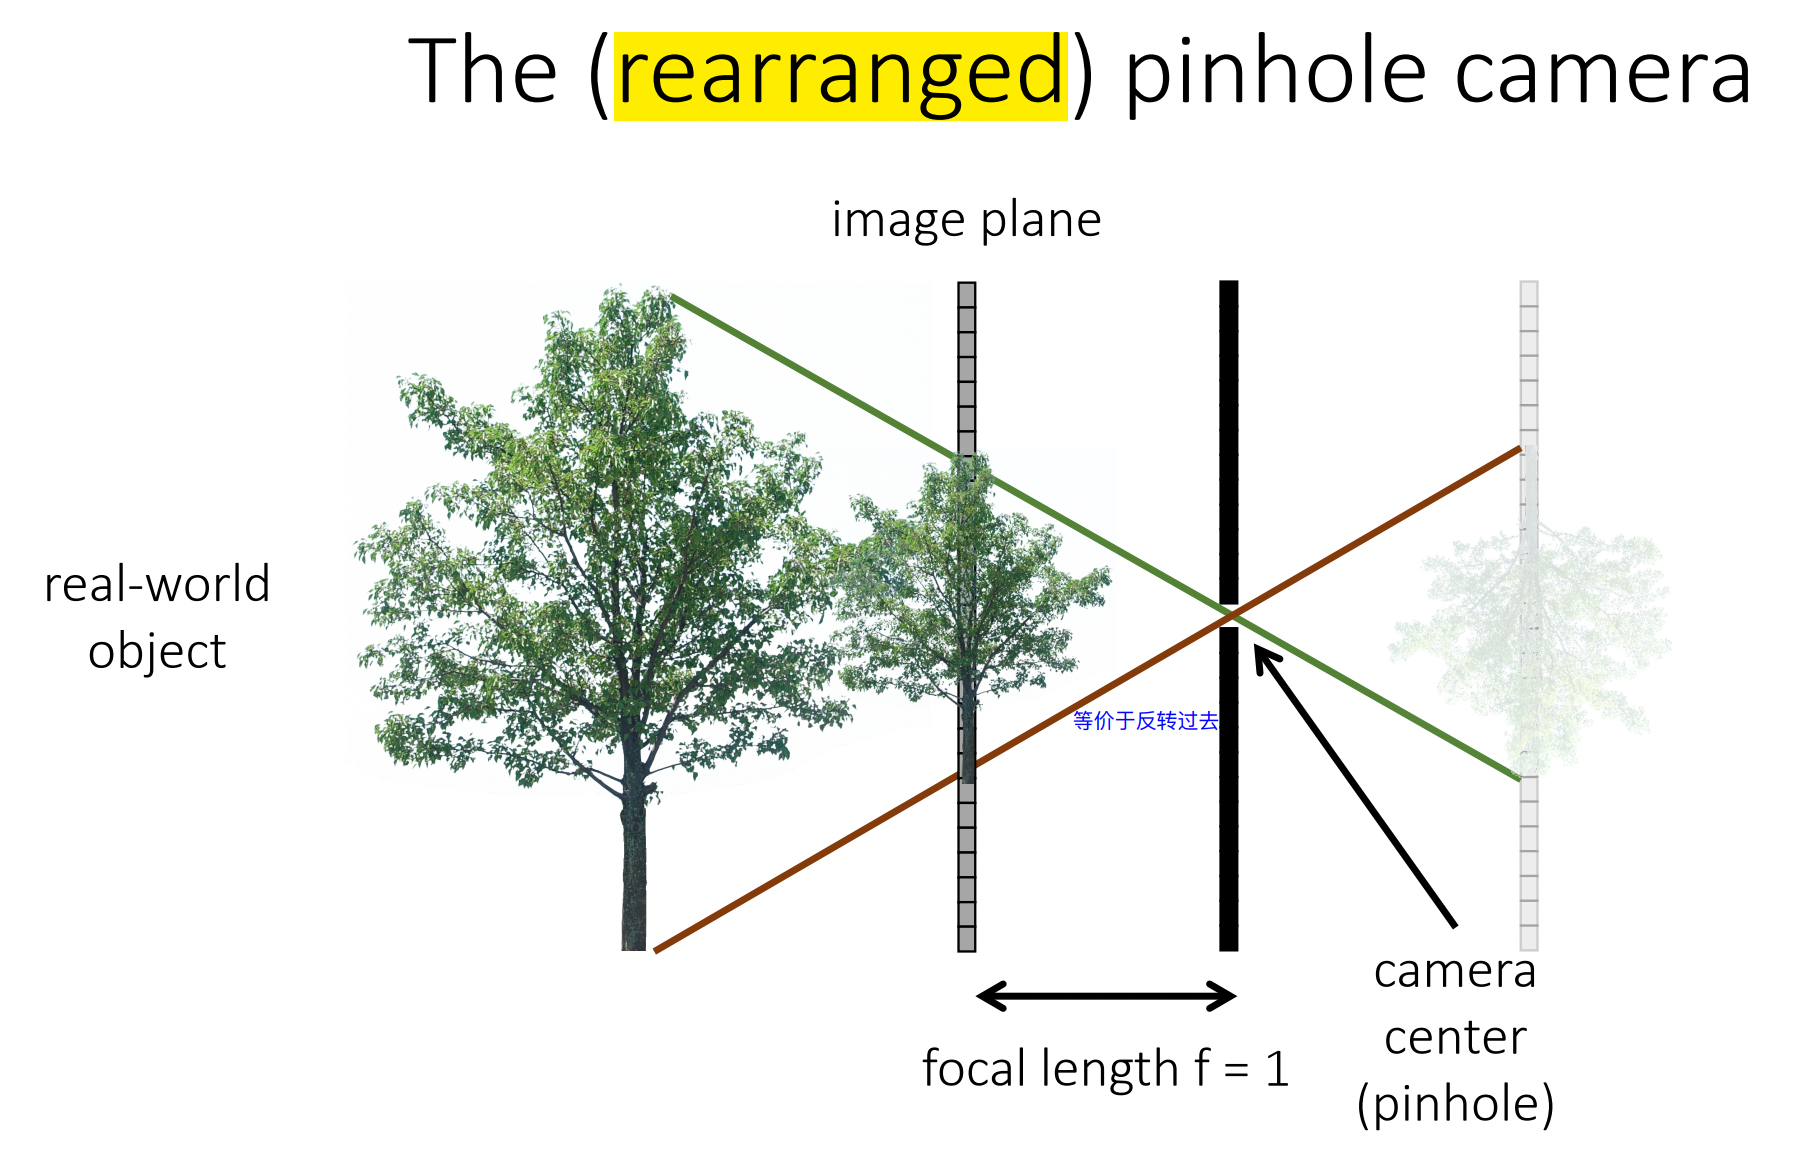 The (rearranged) pinhole camera
image plane
real-world
object
等价于反转过去
camera
center
(pinhole)
focal length f = 1